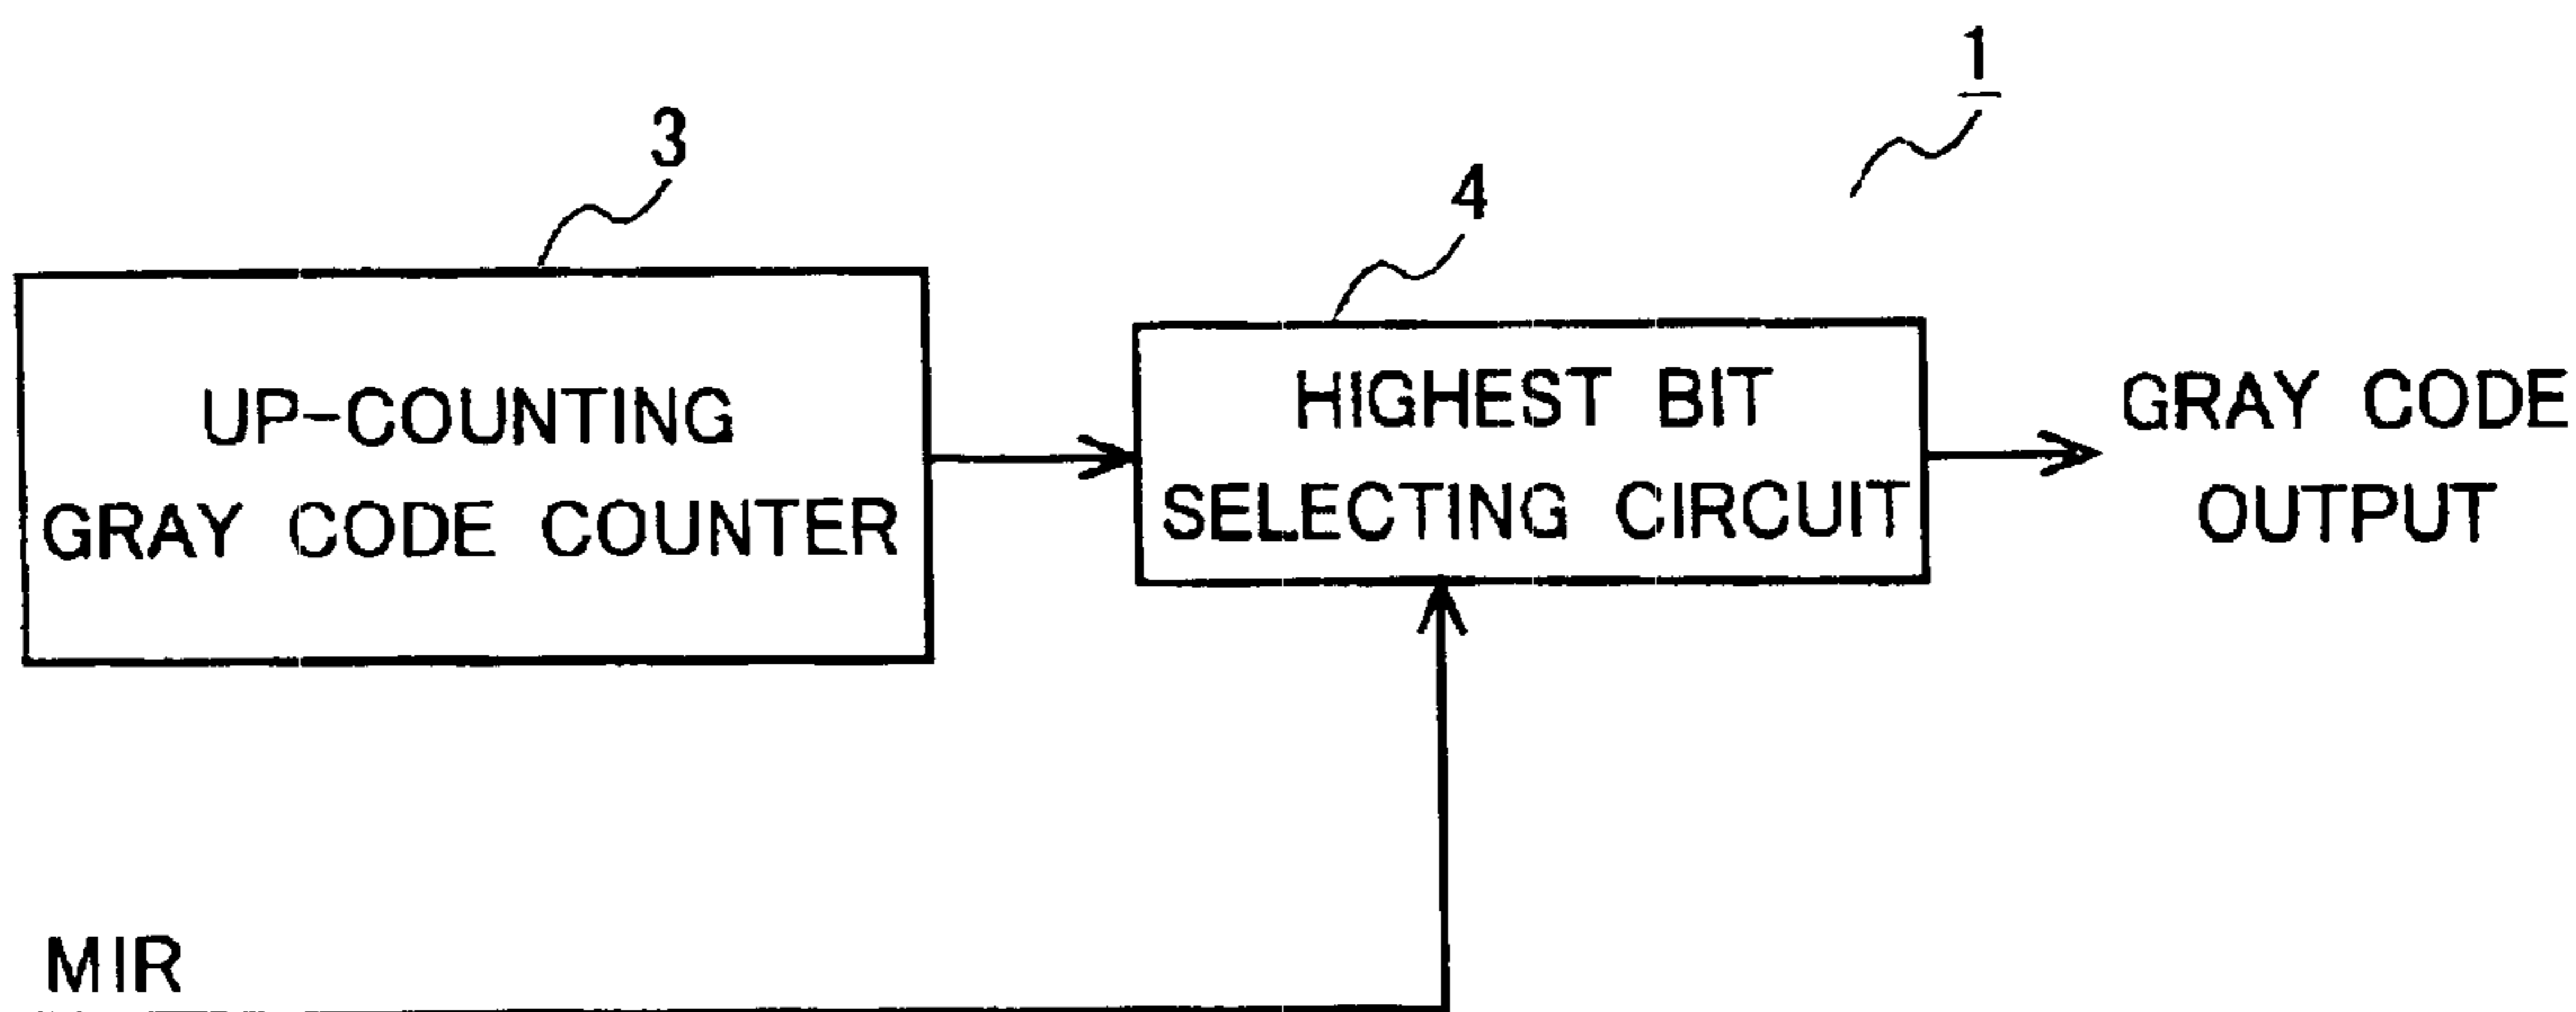 1
3
4
UP-COUNTING
GRAY CODE COUNTER
HIGHEST BIT
SELECTING CIRCUIT
GRAY CODE
OUTPUT
MIR